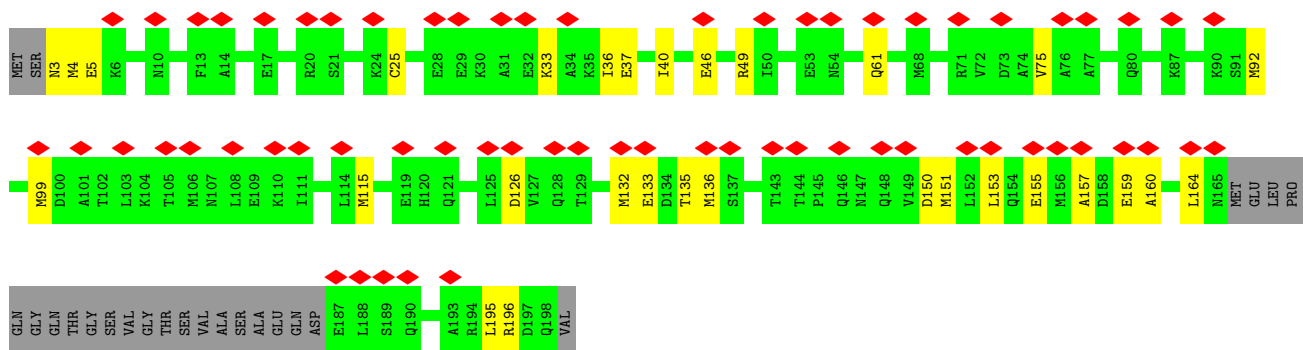 MET SER N3 M4 E5 K6 N10 F13 A14 E17 R20 S21 K24 C25 E28 E29 K30 A31 E32 K33 A34 K35 I36 E37 I40 E46 R49 I50 E53 N54 Q61 M68 R71 V72 D73 A74 V75 A76 A77 Q80 K87 K90 S91 M92
M99 D100 A101 T102 L103 K104 T105 M106 N107 L108 E109 K110 I111 L114 M115 E119 H120 Q121 L125 D126 V127 Q128 T129 M132 E133 D134 T135 M136 S137 T143 T144 P145 Q146 N147 Q148 V149 D150 M151 L152 L153 Q154 E155 M156 A157 D158 E159 A160 L164 N165 MET GLU LEU PRO
GLN GLY GLN THR GLY SER VAL GLY THR SER VAL ALA SER ALA GLU GLN ASP E187 L188 S189 Q190 A193 R194 L195 R196 D197 Q198 VAL